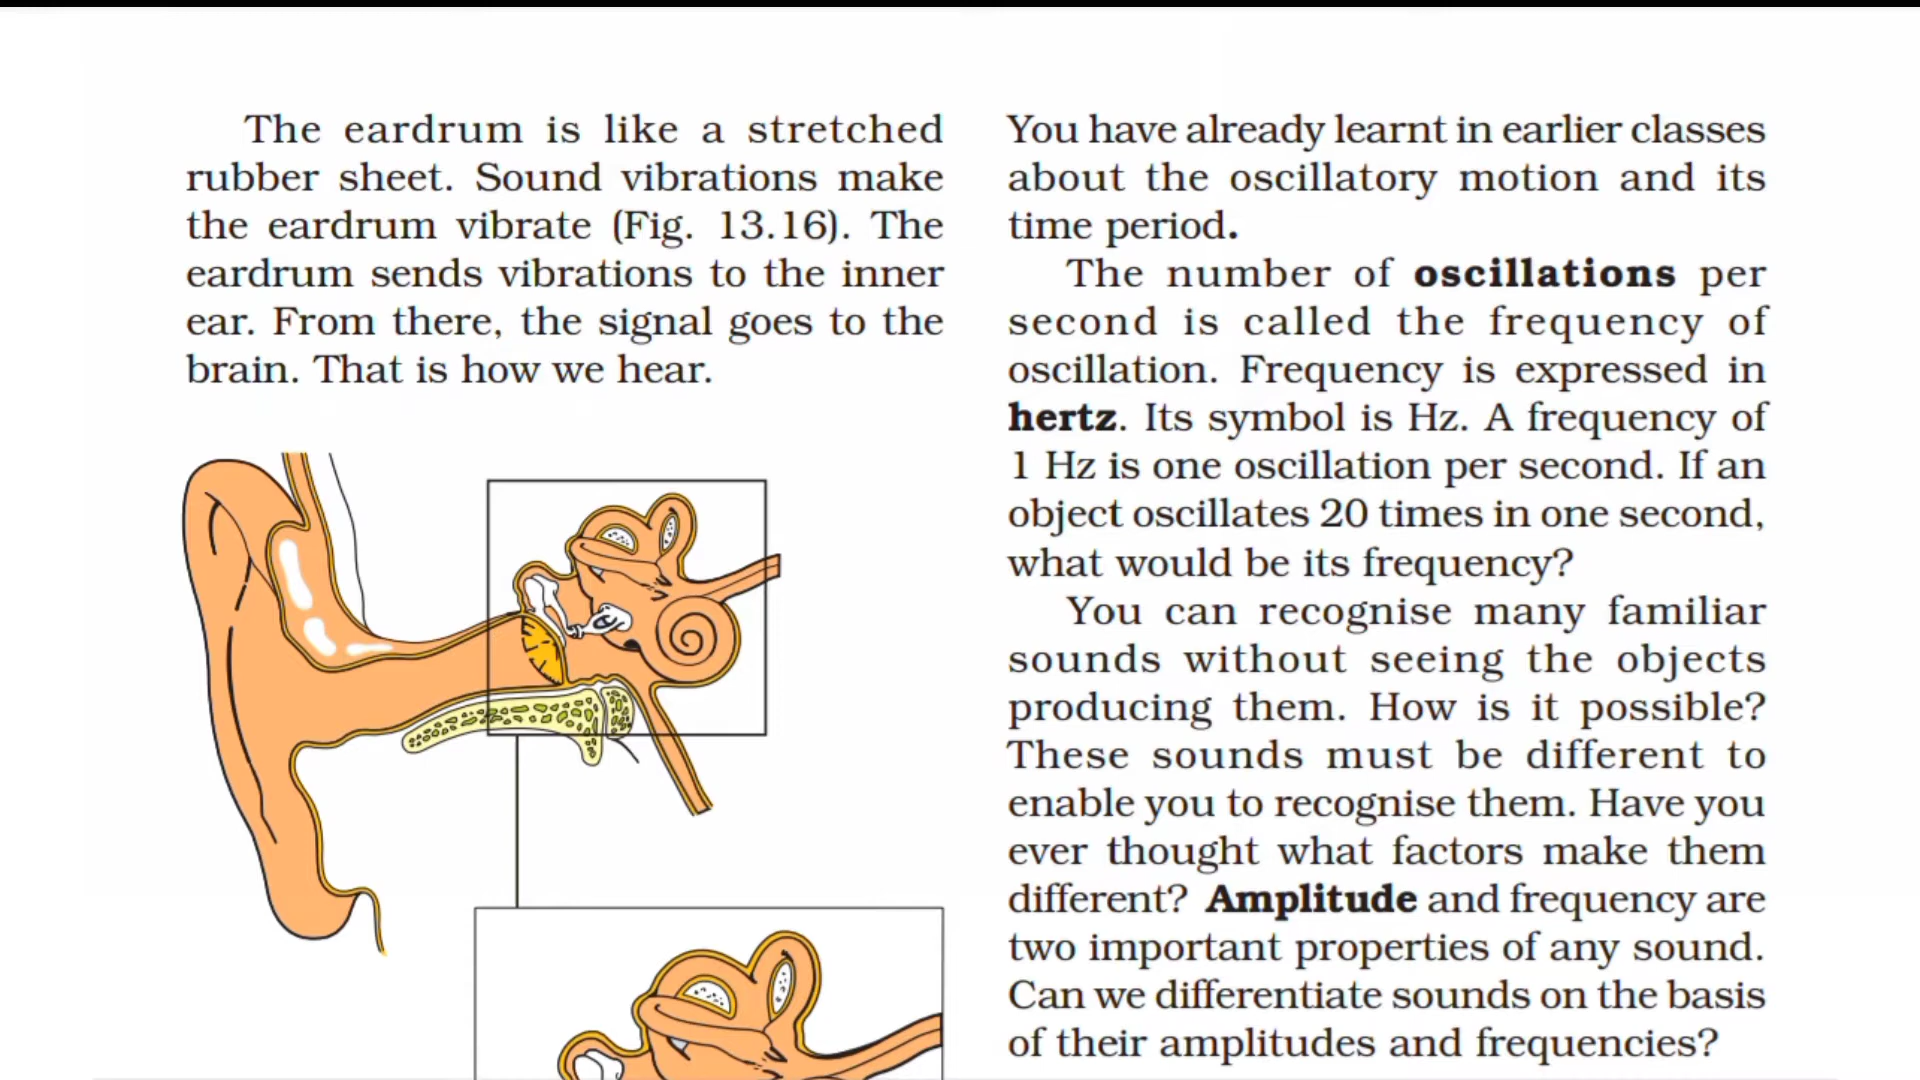 The eardrum is like a stretched
rubber sheet. Sound vibrations make
the eardrum vibrate (Fig. 13.16). The
eardrum sends vibrations to the inner
ear. From there, the signal goes to the
brain. That is how we hear.
You have already learnt in earlier classes
about the oscillatory motion and its
time period.
The number of oscillations per
second is called the frequency of
oscillation. Frequency is expressed in
hertz. Its symbol is Hz. A frequency of
1 Hz is one oscillation per second. If an
object oscillates 20 times in one second,
what would be its frequency?
You can recognise many familiar
sounds without seeing the objects
producing them. How is it possible?
These sounds must be different to
enable you to recognise them. Have you
ever thought what factors make them
different? Amplitude and frequency are
two important properties of any sound.
Can we differentiate sounds on the basis
of their amplitudes and frequencies?